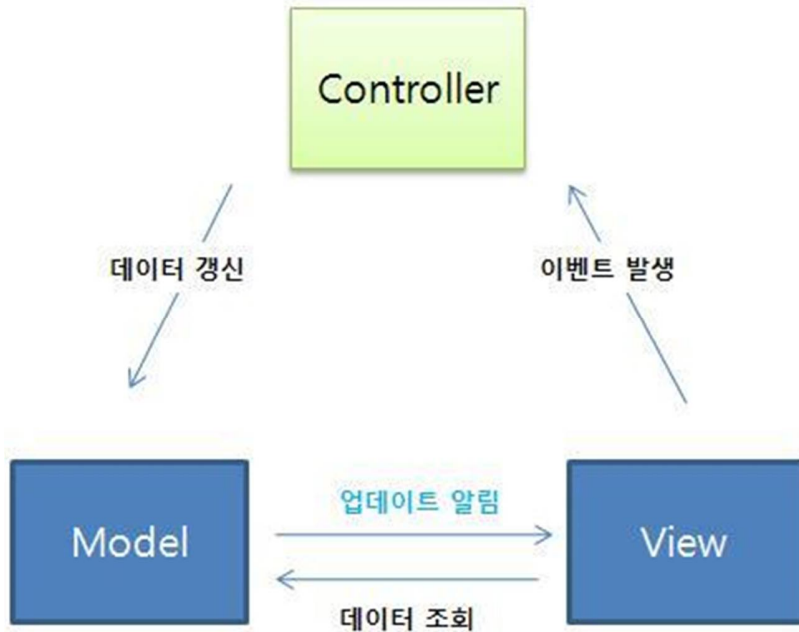 Controller
데이터 갱신
이벤트 발생
업데이트 알림
Model
View
데이터 조회